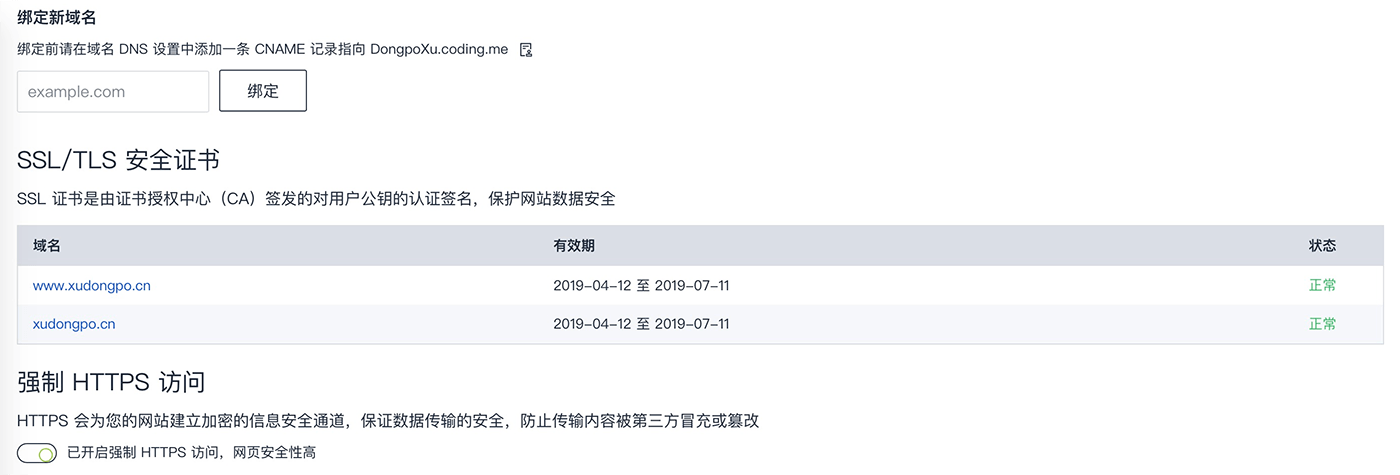 绑定新域名
绑定前请在域名 DNS 设置中添加一条 CNAME 记录指向 DongpoXu.coding.me
example.com 绑定
SSL/TLS 安全证书
SSL 证书是由证书授权中心（CA）签发的对用户公钥的认证签名，保护网站数据安全
域名 有效期 状态
www.xudongpo.cn 2019-04-12 至 2019-07-11 正常
xudongpo.cn 2019-04-12 至 2019-07-11 正常
强制 HTTPS 访问
HTTPS 会为您的网站建立加密的信息安全通道，保证数据传输的安全，防止传输内容被第三方冒充或篡改
已开启强制 HTTPS 访问，网页安全性高